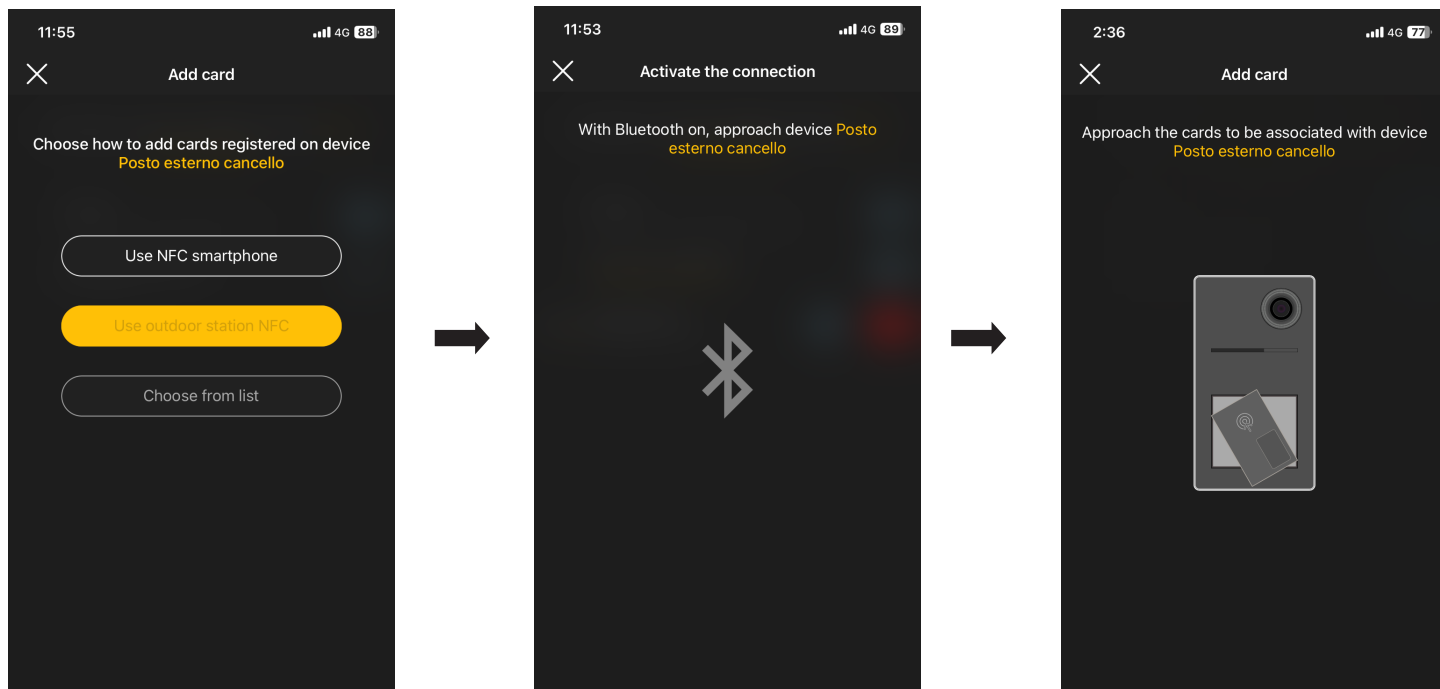 11:55
4G 88
Add card
Choose how to add cards registered on device
Posto esterno cancello
Use NFC smartphone
Use outdoor station NFC
Choose from list
11:53
4G 89
Activate the connection
With Bluetooth on, approach device Posto
esterno cancello
2:36
4G 77
Add card
Approach the cards to be associated with device
Posto esterno cancello